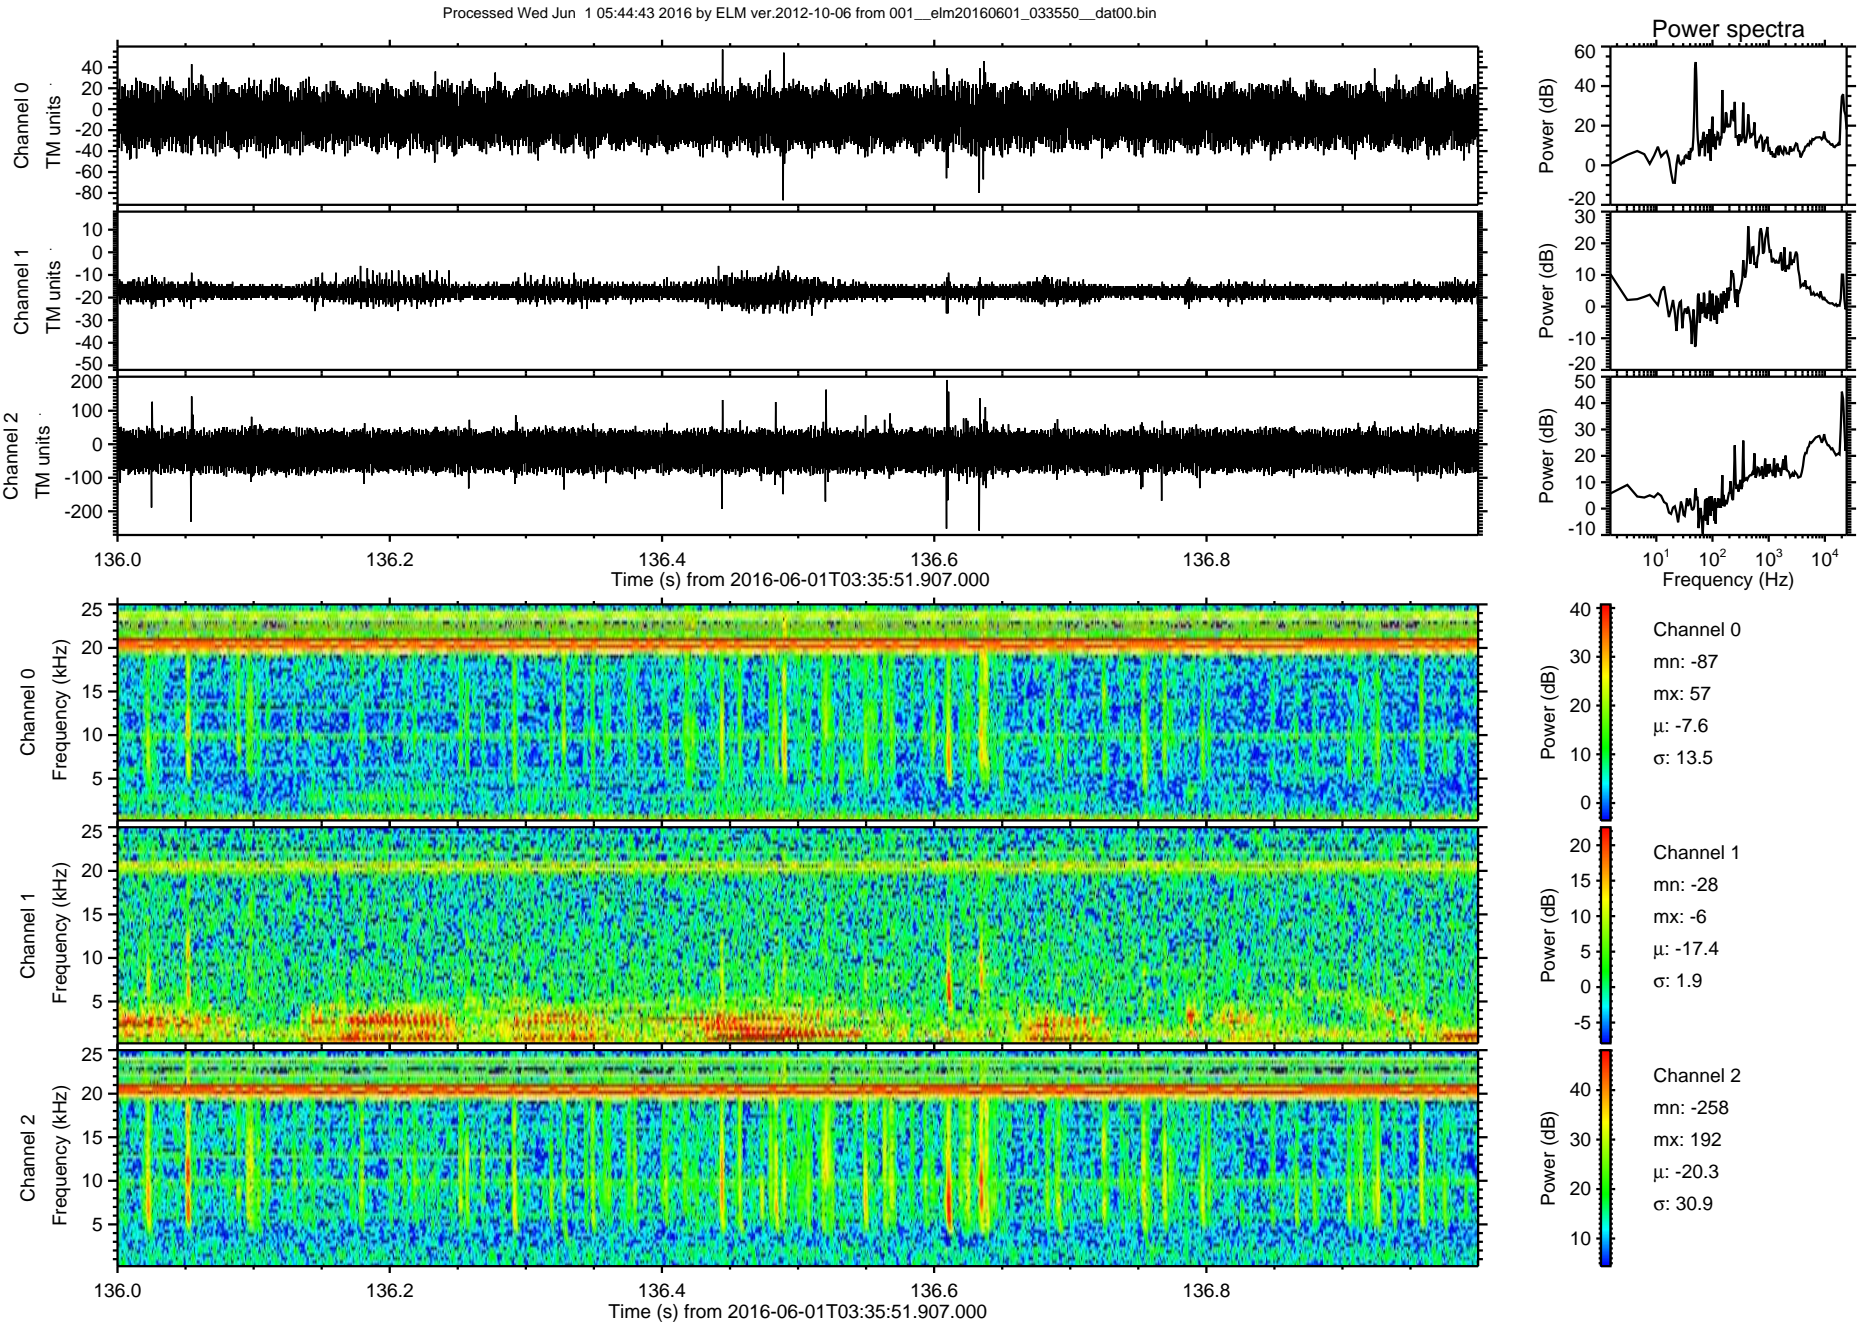 Processed Wed Jun  1 05:44:43 2016 by ELM ver.2012-10-06 from 001__elm20160601_033550__dat00.bin
Power spectra
Channel 0
TM units
40
20
0
-20
-40
-60
-80
Power (dB)
60
40
20
0
-20
Channel 1
TM units
10
0
-10
-20
-30
-40
-50
Power (dB)
30
20
10
0
-10
-20
Channel 2
TM units
200
100
0
-100
-200
Power (dB)
50
40
30
20
10
0
-10
136.0 136.2 136.4 136.6 136.8
Time (s) from 2016-06-01T03:35:51.907.000
10¹ 10² 10³ 10⁴
Frequency (Hz)
Channel 0
Frequency (kHz)
25
20
15
10
5
Power (dB)
40
30
20
10
0
Channel 0
mn: -87
mx: 57
μ: -7.6
σ: 13.5
Channel 1
Frequency (kHz)
25
20
15
10
5
Power (dB)
20
15
10
5
0
-5
Channel 1
mn: -28
mx: -6
μ: -17.4
σ: 1.9
Channel 2
Frequency (kHz)
25
20
15
10
5
Power (dB)
40
30
20
10
Channel 2
mn: -258
mx: 192
μ: -20.3
σ: 30.9
136.0 136.2 136.4 136.6 136.8
Time (s) from 2016-06-01T03:35:51.907.000